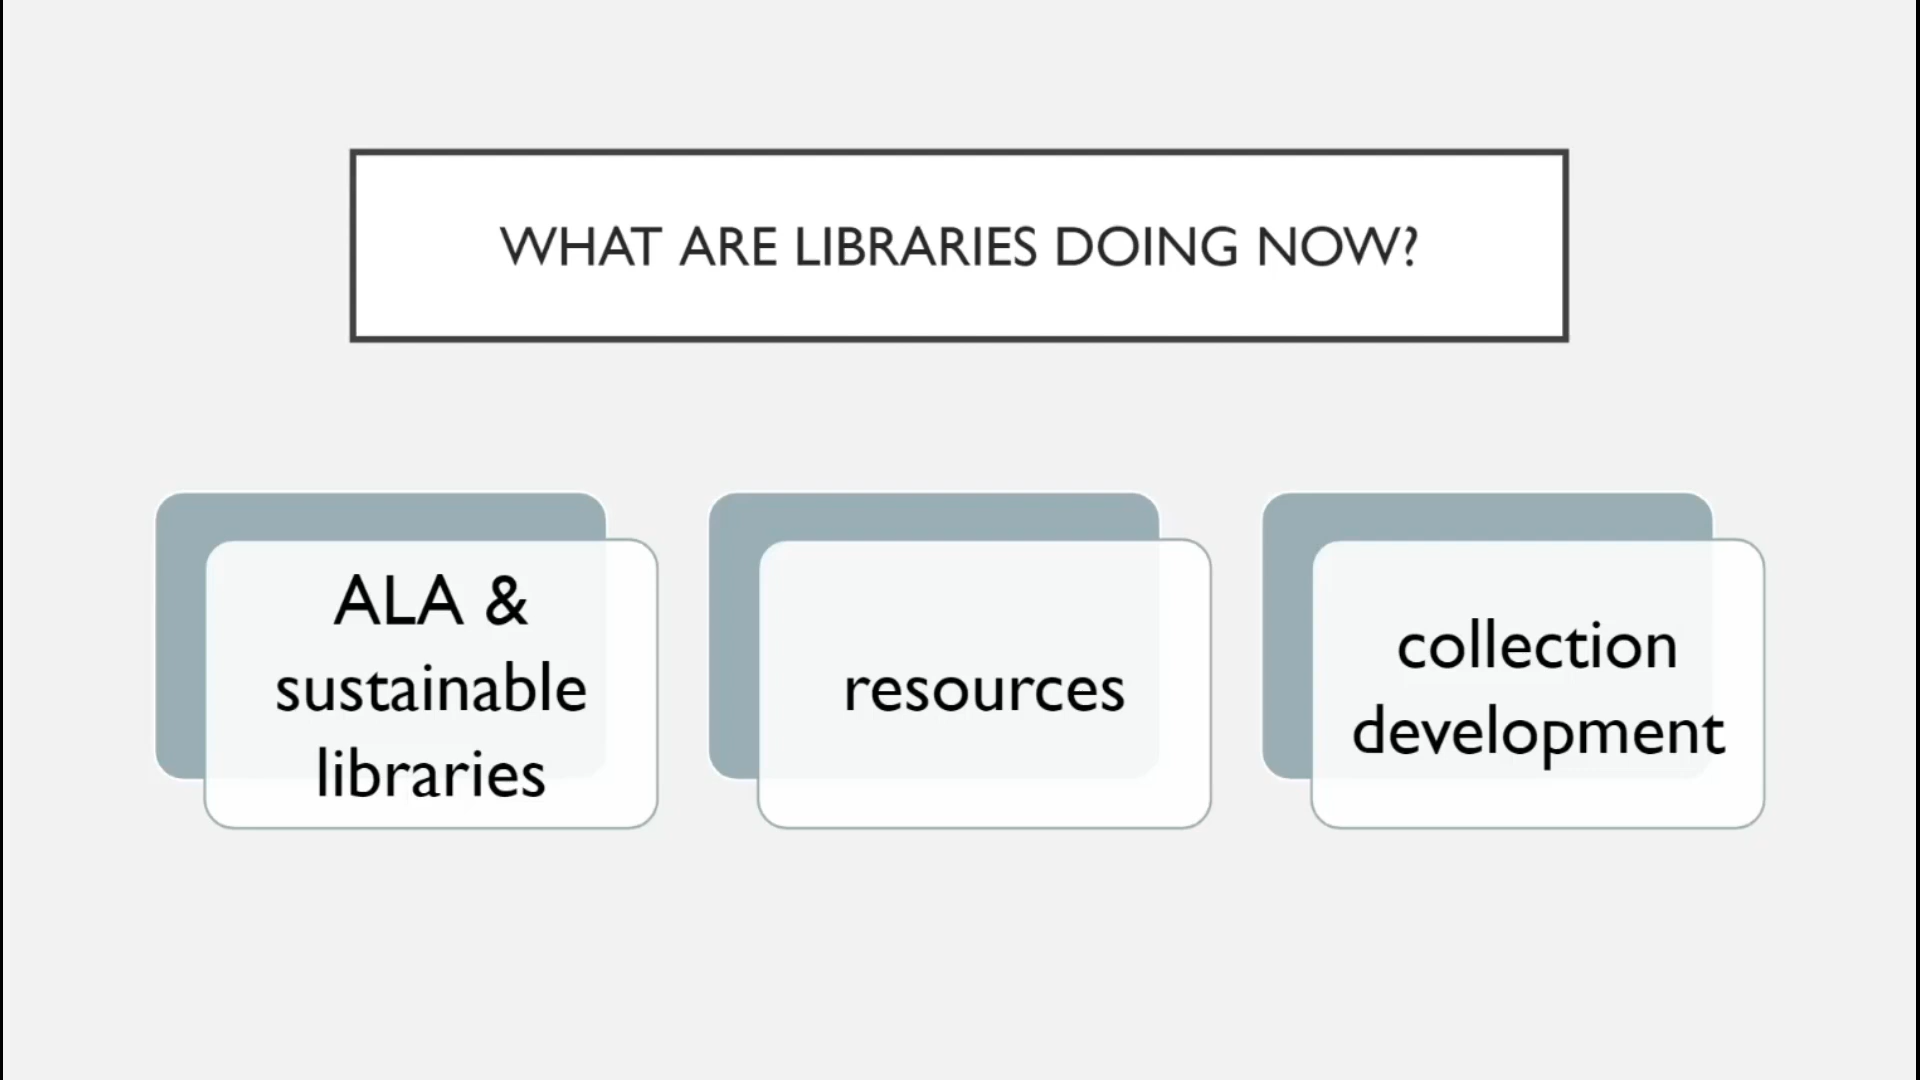 WHAT ARE LIBRARIES DOING NOW?
ALA &
sustainable
libraries
resources
collection
development